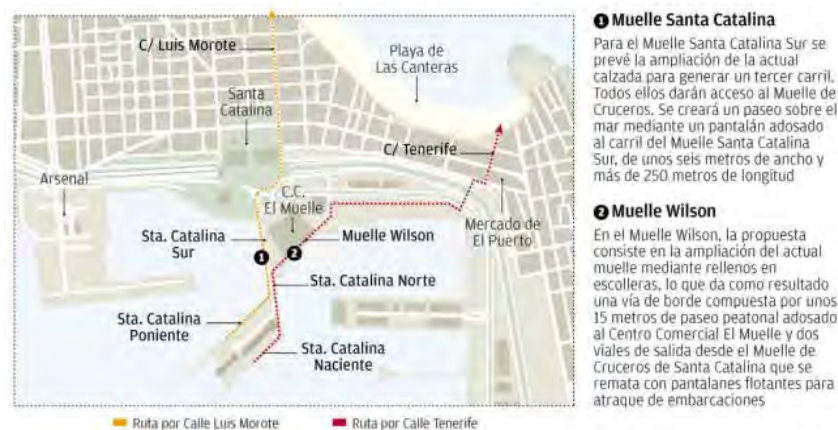 C/ Luis Morote
Playa de
Las Canteras
Santa
Catalina
C/ Tenerife
Arsenal
C.C.
El Muelle
Mercado de
El Puerto
Sta. Catalina
Sur
Muelle Wilson
1
2
Sta. Catalina Norte
Sta. Catalina
Poniente
Sta. Catalina
Naciente
Ruta por Calle Luis Morote
Ruta por Calle Tenerife
1 Muelle Santa Catalina
Para el Muelle Santa Catalina Sur se
prevé la ampliación de la actual
calzada para generar un tercer carril.
Todos ellos darán acceso al Muelle de
Cruceros. Se creará un paseo sobre el
mar mediante un pantalán adosado
al carril del Muelle Santa Catalina
Sur, de unos seis metros de ancho y
más de 250 metros de longitud
2 Muelle Wilson
En el Muelle Wilson, la propuesta
consiste en la ampliación del actual
muelle mediante rellenos en
escolleras, lo que da como resultado
una vía de borde compuesta por unos
15 metros de paseo peatonal adosado
al Centro Comercial El Muelle y dos
viales de salida desde el Muelle de
Cruceros de Santa Catalina que se
remata con pantalanes flotantes para
atraque de embarcaciones